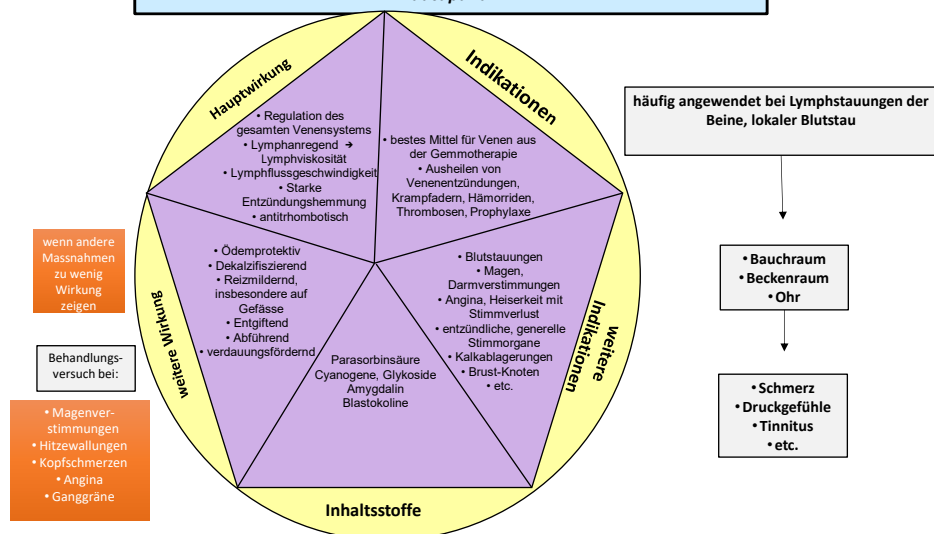 Hauptwirkung
• Regulation des
gesamten Venensystems
• Lymphanregend →
Lymphviskosität
• Lymphflussgeschwindigkeit
• Starke
Entzündungshemmung
• antitrhombotisch
Indikationen
• bestes Mittel für Venen aus
der Gemmotherapie
• Ausheilen von
Venenentzündungen,
Krampfadern, Hämorriden,
Thrombosen, Prophylaxe
weitere
Indikationen
• Blutstauungen
• Magen,
Darmverstimmungen
• Angina, Heiserkeit mit
Stimmverlust
• entzündliche, generelle
Stimmorgane
• Kalkablagerungen
• Brust-Knoten
• etc.
Inhaltsstoffe
Parasorbinsäure
Cyanogene, Glykoside
Amygdalin
Blastokoline
weitere Wirkung
• Ödemprotektiv
• Dekalzifiszierend
• Reizmildernd,
insbesondere auf
Gefässe
• Entgiftend
• Abführend
• verdauungsfördernd
wenn andere
Massnahmen
zu wenig
Wirkung
zeigen
Behandlungs-
versuch bei:
• Magenver-
stimmungen
• Hitzewallungen
• Kopfschmerzen
• Angina
• Ganggräne
häufig angewendet bei Lymphstauungen der
Beine, lokaler Blutstau
• Bauchraum
• Beckenraum
• Ohr
• Schmerz
• Druckgefühle
• Tinnitus
• etc.